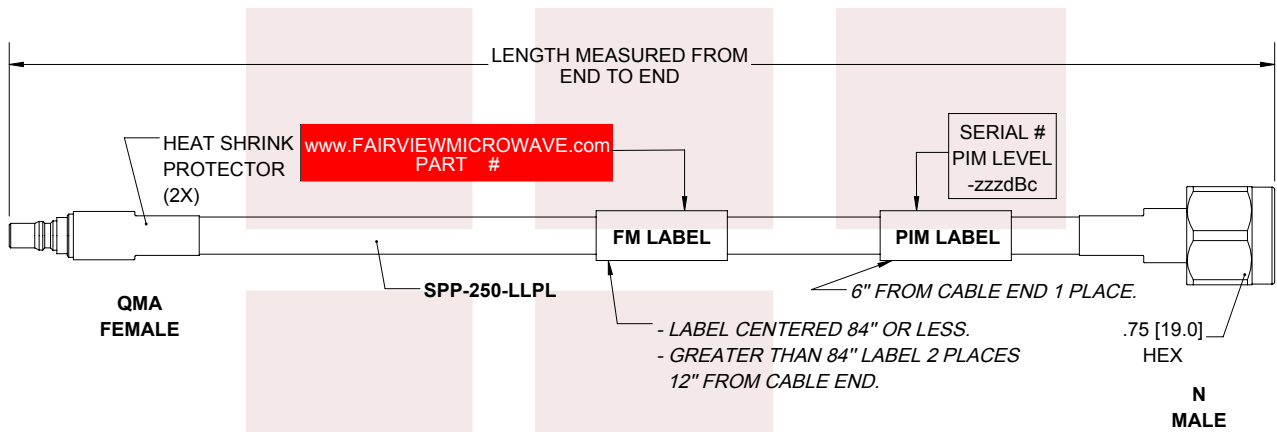 LENGTH MEASURED FROM
END TO END
HEAT SHRINK
PROTECTOR
(2X)
www.FAIRVIEWMICROWAVE.com
PART #
SERIAL #
PIM LEVEL
-zzzdBc
FM LABEL
PIM LABEL
QMA
FEMALE
SPP-250-LLPL
6" FROM CABLE END 1 PLACE.
- LABEL CENTERED 84" OR LESS.
- GREATER THAN 84" LABEL 2 PLACES
12" FROM CABLE END.
.75 [19.0]
HEX
N
MALE